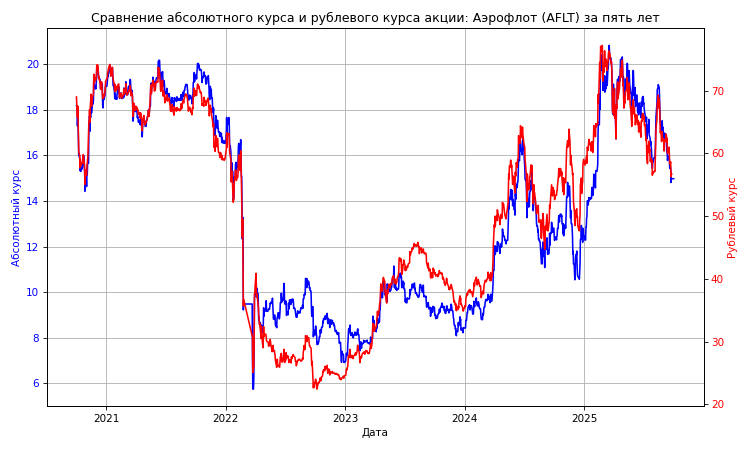 Сравнение абсолютного курса и рублевого курса акции: Аэрофлот (AFLT) за пять лет
Абсолютный курс
20
18
16
14
12
10
8
6
70
60
50
40
30
20
Рублевый курс
2021 2022 2023 2024 2025
Дата